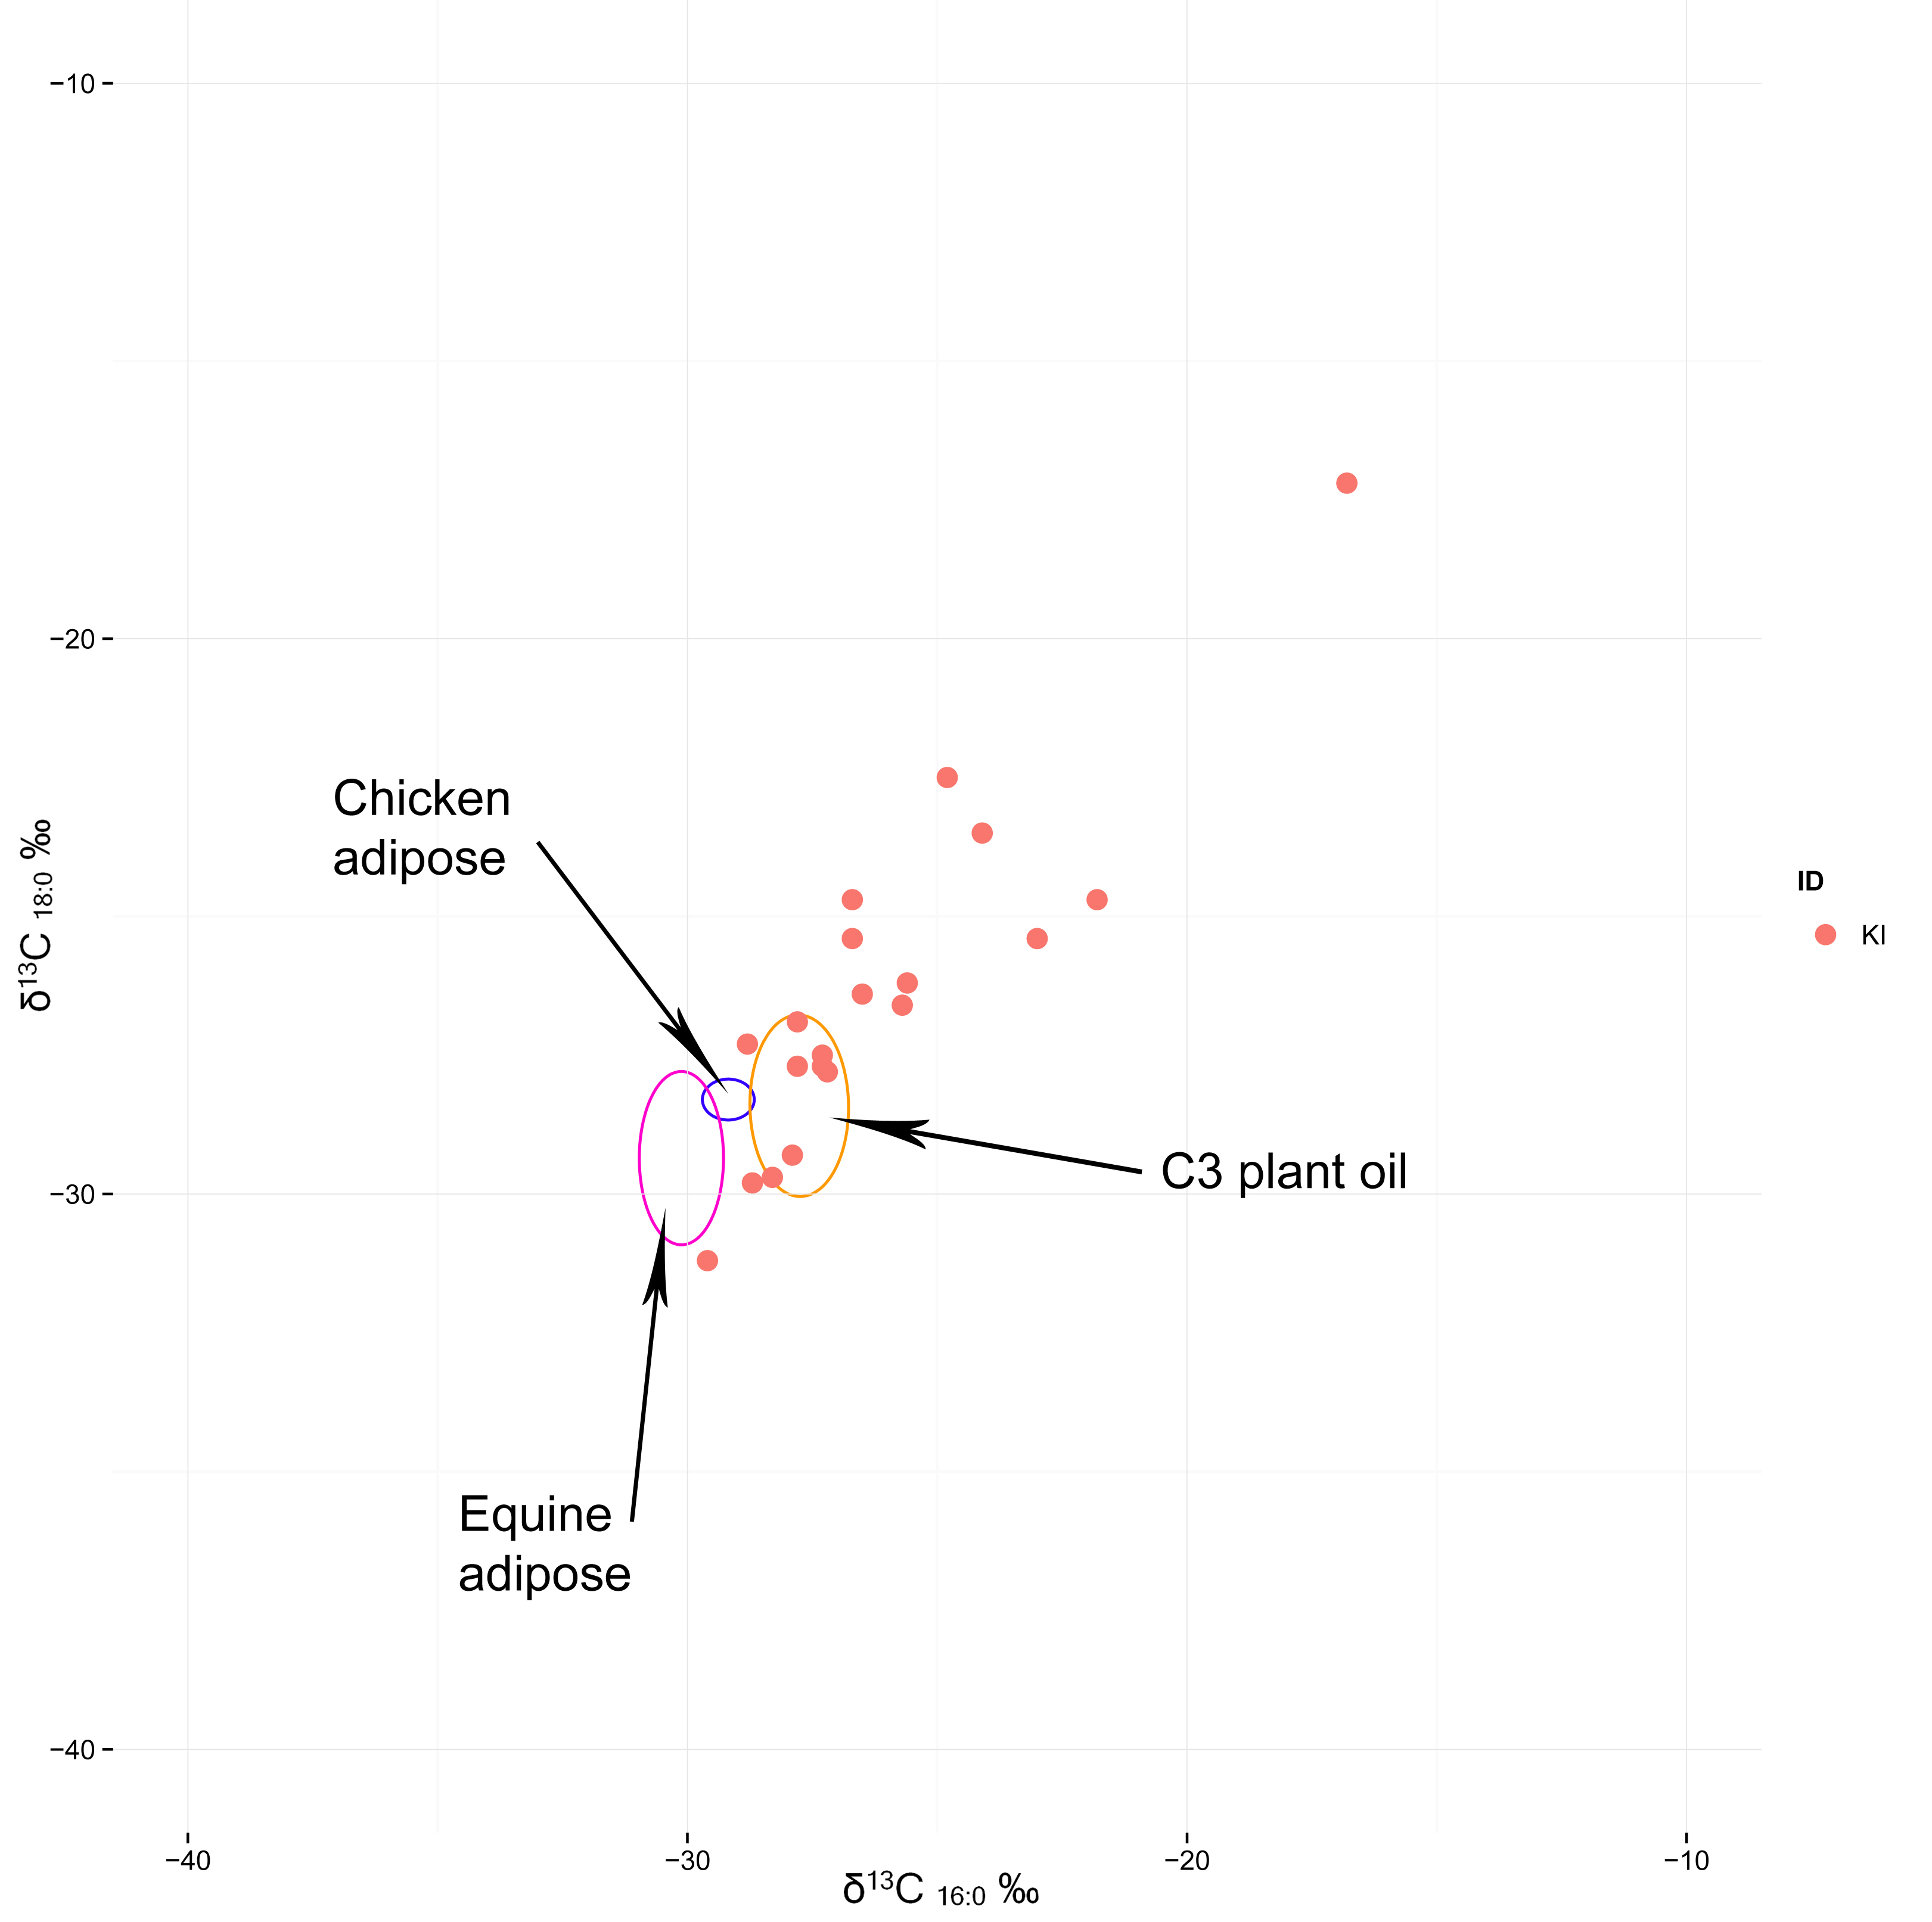 −10
−20
−30
−40
δ13C 18:0 ‰
Chicken
adipose
C3 plant oil
Equine
adipose
ID
KI
−40
−30
−20
−10
δ13C 16:0 ‰